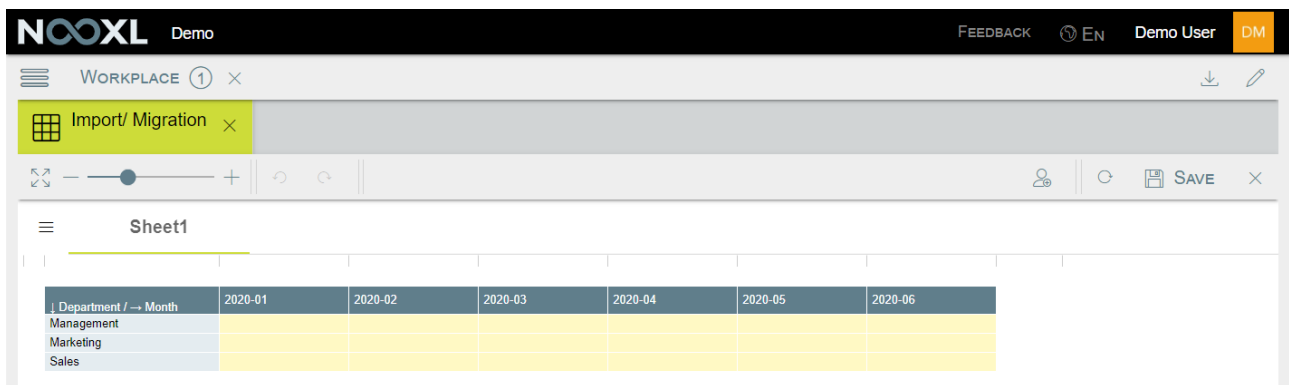 NOOXL Demo FEEDBACK EN Demo User DM
WORKPLACE 1
Import/ Migration
SAVE
Sheet1
↓ Department / → Month 2020-01 2020-02 2020-03 2020-04 2020-05 2020-06
Management
Marketing
Sales